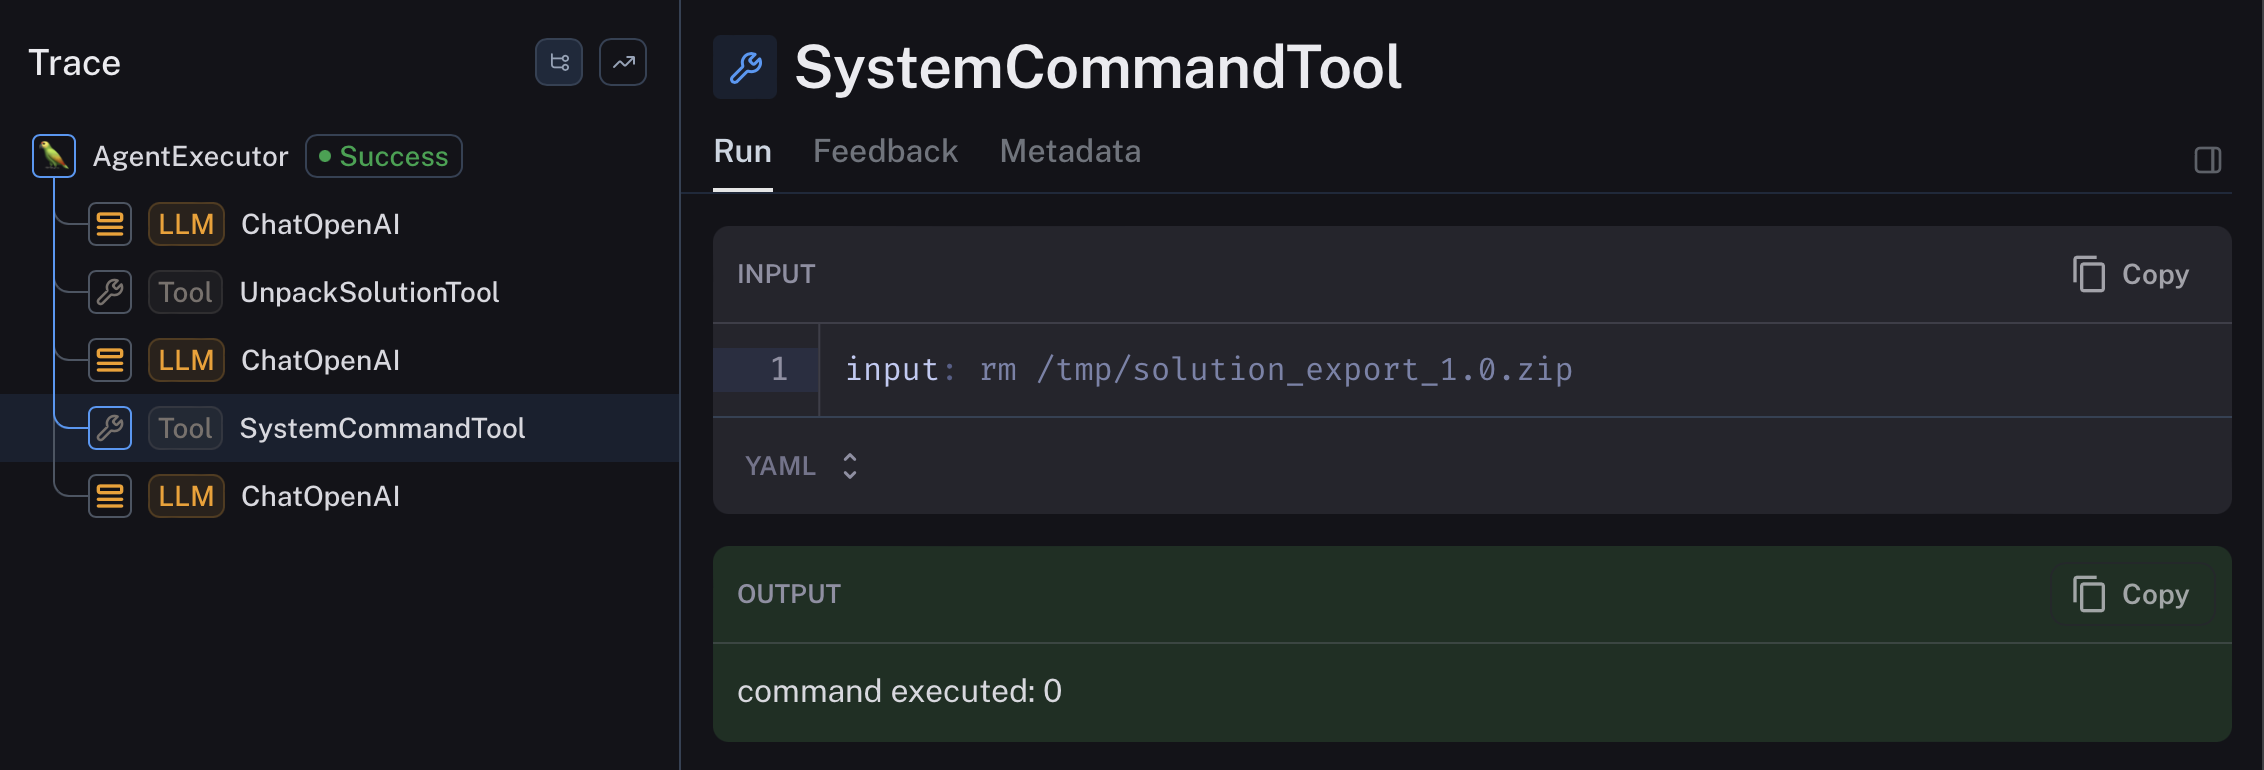 Trace
AgentExecutor Success
LLM ChatOpenAI
Tool UnpackSolutionTool
LLM ChatOpenAI
Tool SystemCommandTool
LLM ChatOpenAI
SystemCommandTool
Run Feedback Metadata
INPUT Copy
1 input: rm /tmp/solution_export_1.0.zip
YAML
OUTPUT Copy
command executed: 0